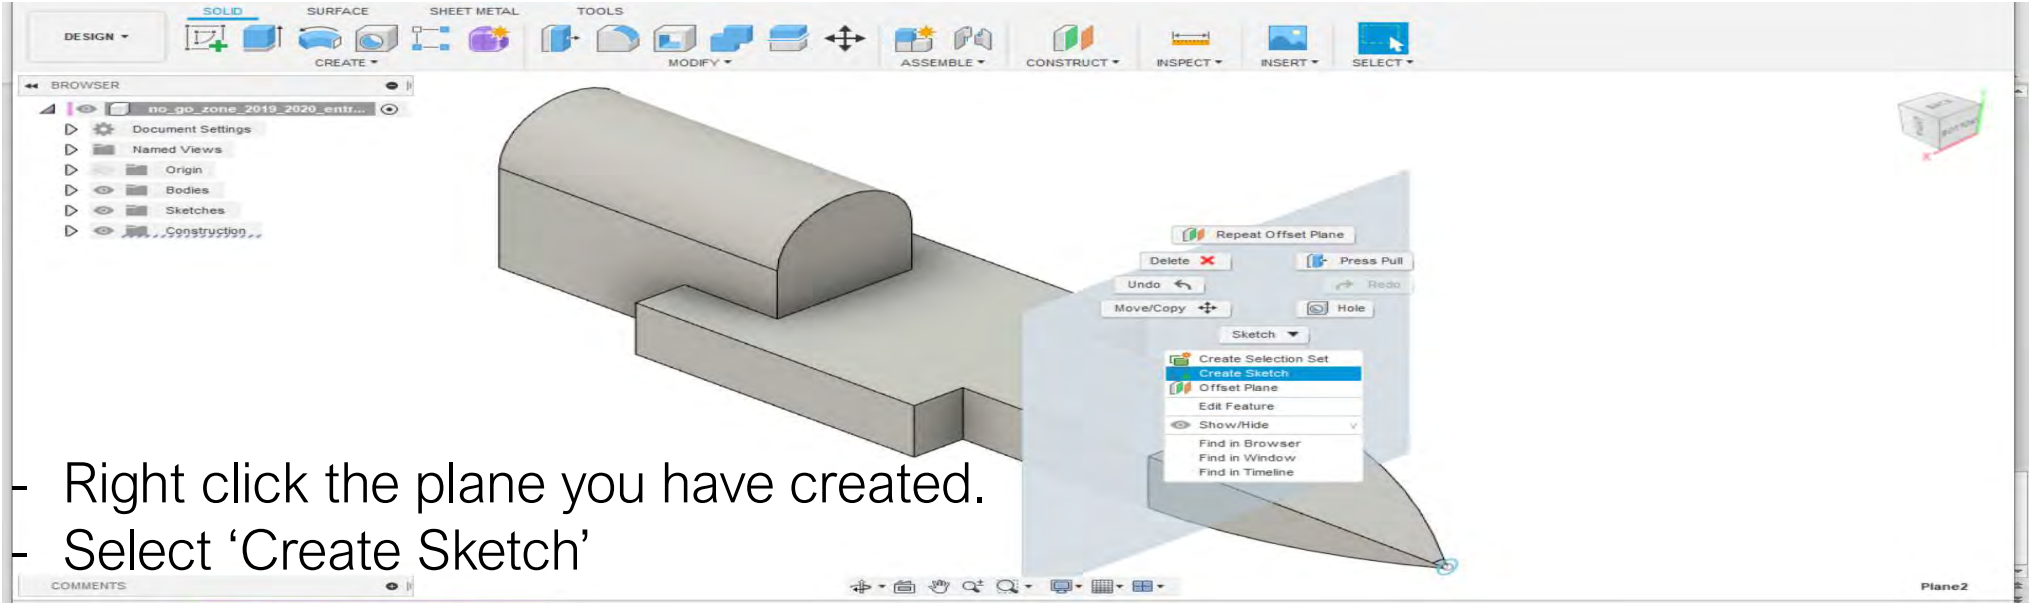 SOLID SURFACE SHEET METAL TOOLS
DESIGN
CREATE MODIFY ASSEMBLE CONSTRUCT INSPECT INSERT SELECT
BROWSER
no_go_zone_2019_2020_entr...
Document Settings
Named Views
Origin
Bodies
Sketches
Construction
BACK
BOTTOM
X
Repeat Offset Plane
Delete Press Pull
Undo Redo
Move/Copy Hole
Sketch
Create Selection Set
Create Sketch
Offset Plane
Edit Feature
Show/Hide V
Find in Browser
Find in Window
Find in Timeline
- Right click the plane you have created.
- Select ‘Create Sketch’
COMMENTS
Plane2